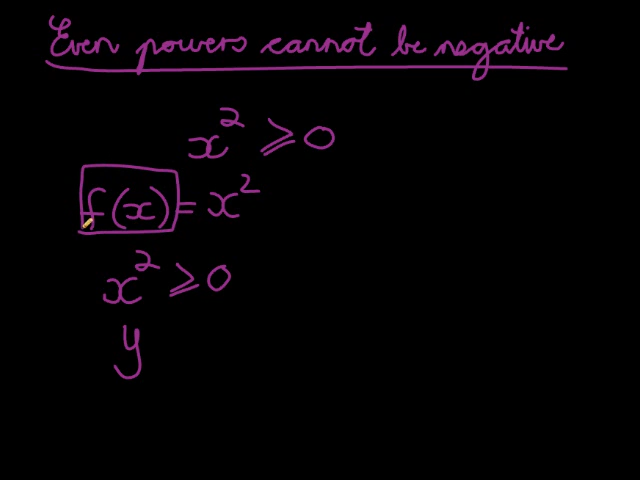 Even powers cannot be negative
x² ⩾ 0
f(x) = x²
x² ⩾ 0
y